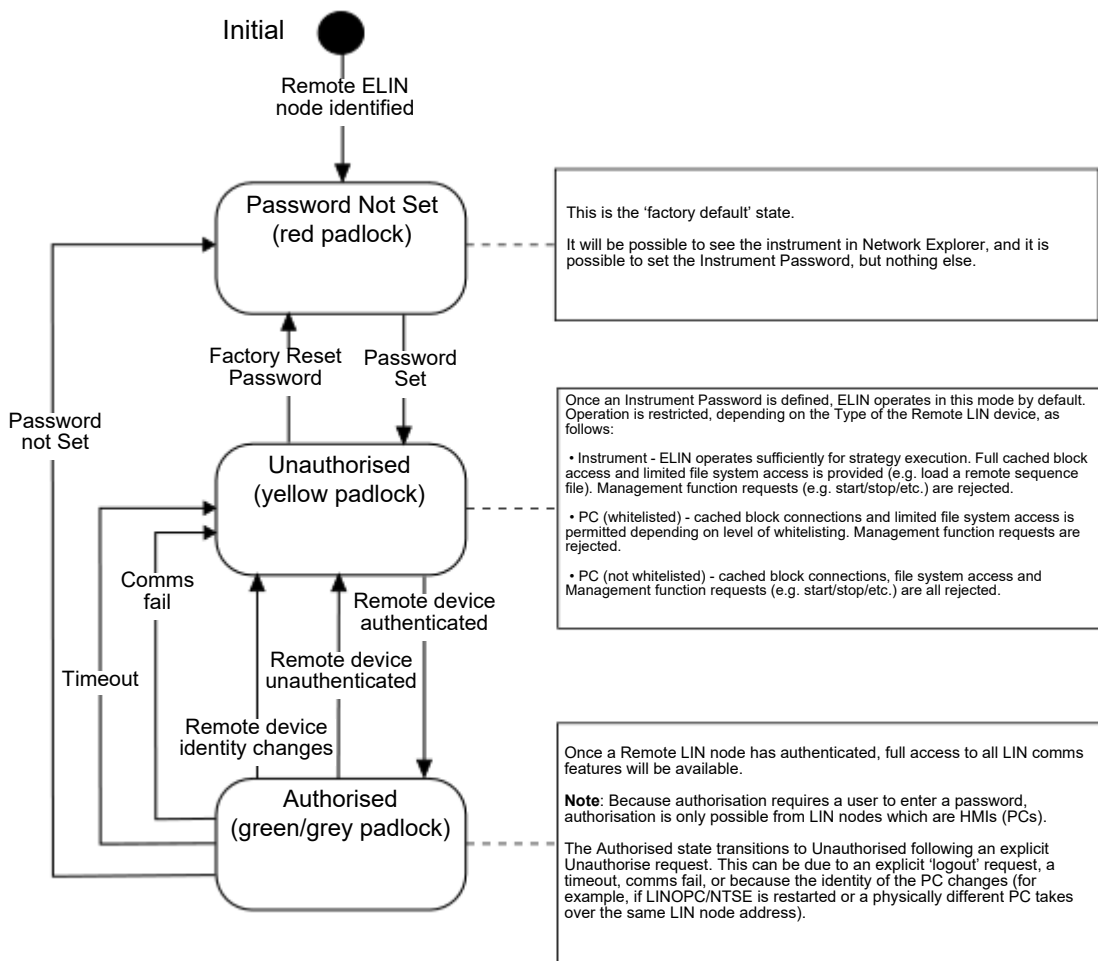 Initial
Remote ELIN
node identified
Password Not Set
(red padlock)
This is the ‘factory default’ state.
It will be possible to see the instrument in Network Explorer, and it is
possible to set the Instrument Password, but nothing else.
Factory Reset
Password
Password
Set
Password
not Set
Unauthorised
(yellow padlock)
Once an Instrument Password is defined, ELIN operates in this mode by default.
Operation is restricted, depending on the Type of the Remote LIN device, as
follows:
• Instrument - ELIN operates sufficiently for strategy execution. Full cached block
access and limited file system access is provided (e.g. load a remote sequence
file). Management function requests (e.g. start/stop/etc.) are rejected.
• PC (whitelisted) - cached block connections and limited file system access is
permitted depending on level of whitelisting. Management function requests are
rejected.
• PC (not whitelisted) - cached block connections, file system access and
Management function requests (e.g. start/stop/etc.) are all rejected.
Comms
fail
Remote device
authenticated
Timeout
Remote device
unauthenticated
Remote device
identity changes
Authorised
(green/grey padlock)
Once a Remote LIN node has authenticated, full access to all LIN comms
features will be available.
Note: Because authorisation requires a user to enter a password,
authorisation is only possible from LIN nodes which are HMIs (PCs).
The Authorised state transitions to Unauthorised following an explicit
Unauthorise request. This can be due to an explicit ‘logout’ request, a
timeout, comms fail, or because the identity of the PC changes (for
example, if LINOPC/NTSE is restarted or a physically different PC takes
over the same LIN node address).